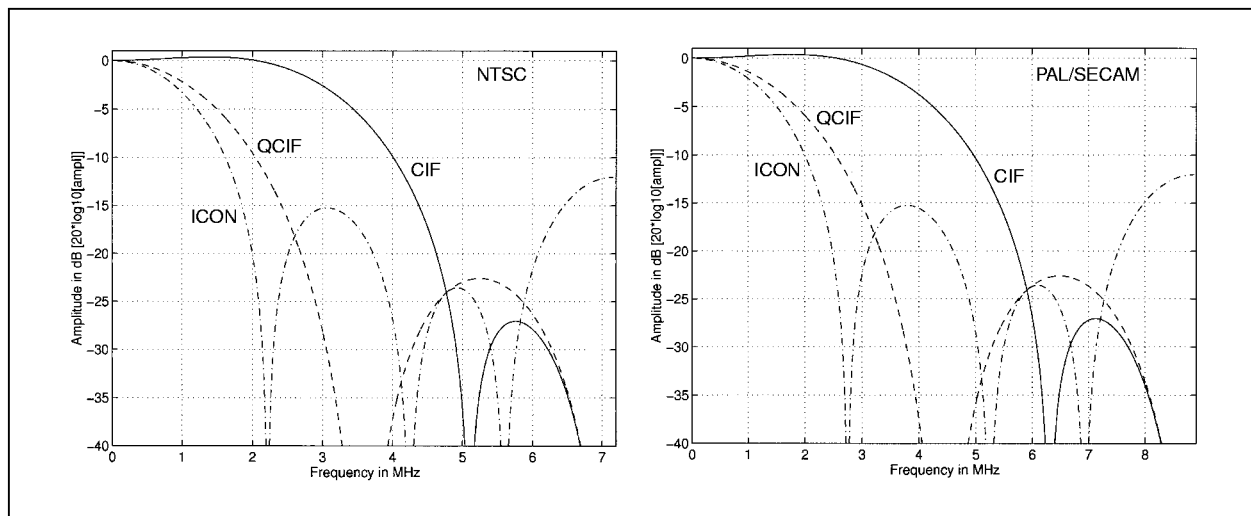 NTSC
QCIF
CIF
ICON
0
-5
-10
-15
-20
-25
-30
-35
-40
Amplitude in dB [20*log10[ampl]]
0 1 2 3 4 5 6 7
Frequency in MHz
PAL/SECAM
QCIF
ICON
CIF
0
-5
-10
-15
-20
-25
-30
-35
-40
Amplitude in dB [20*log10[ampl]]
0 1 2 3 4 5 6 7 8
Frequency in MHz